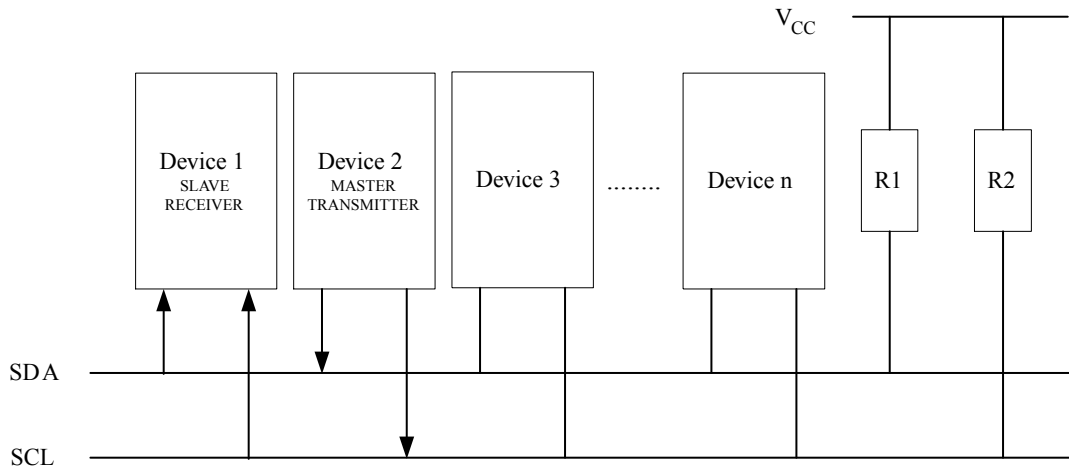 V_CC
Device 1
SLAVE
RECEIVER
Device 2
MASTER
TRANSMITTER
Device 3
........
Device n
R1
R2
SDA
SCL